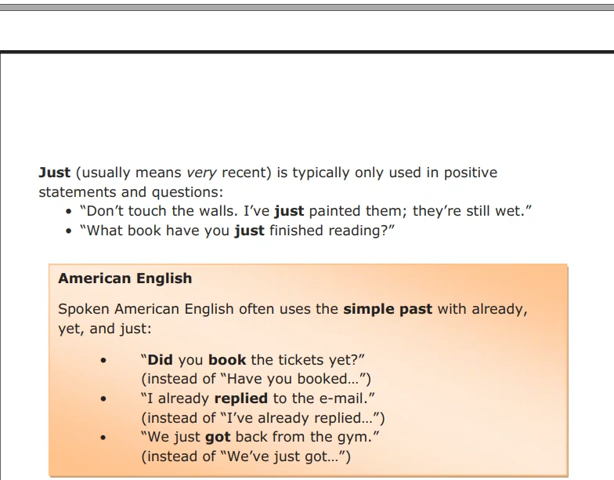 Just (usually means very recent) is typically only used in positive
statements and questions:
• “Don’t touch the walls. I’ve just painted them; they’re still wet.”
• “What book have you just finished reading?”
American English
Spoken American English often uses the simple past with already,
yet, and just:
• “Did you book the tickets yet?”
(instead of “Have you booked…”)
• “I already replied to the e-mail.”
(instead of “I’ve already replied…”)
• “We just got back from the gym.”
(instead of “We’ve just got…”)